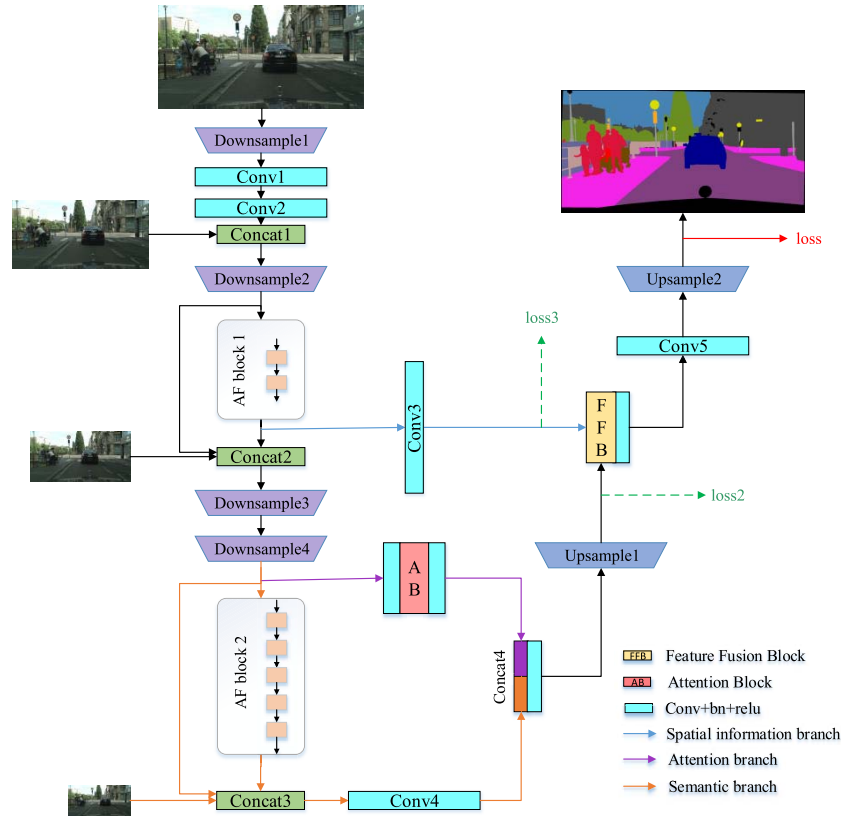 Downsample1
Conv1
Conv2
Concat1
Downsample2
AF block 1
Concat2
Downsample3
Downsample4
AF block 2
Concat3
Conv3
A
B
Conv4
Concat4
Upsample1
loss2
loss3
F
F
B
Conv5
Upsample2
loss
FFB Feature Fusion Block
AB Attention Block
Conv+bn+relu
Spatial information branch
Attention branch
Semantic branch